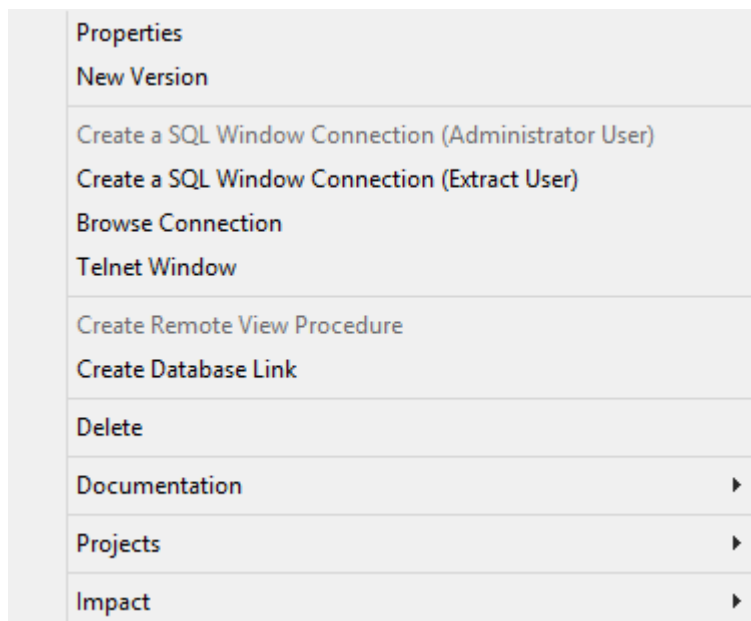 Properties
New Version
Create a SQL Window Connection (Administrator User)
Create a SQL Window Connection (Extract User)
Browse Connection
Telnet Window
Create Remote View Procedure
Create Database Link
Delete
Documentation
Projects
Impact